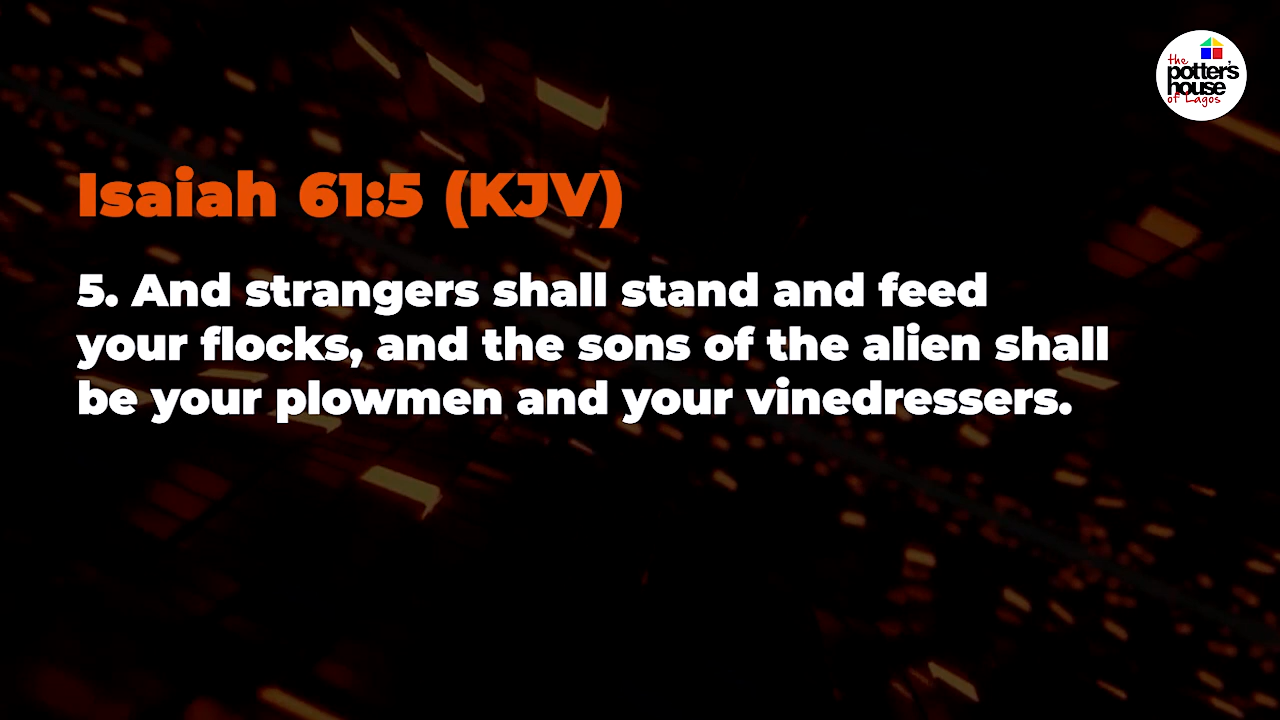 the
potter's
house
of Lagos
Isaiah 61:5 (KJV)
5. And strangers shall stand and feed
your flocks, and the sons of the alien shall
be your plowmen and your vinedressers.